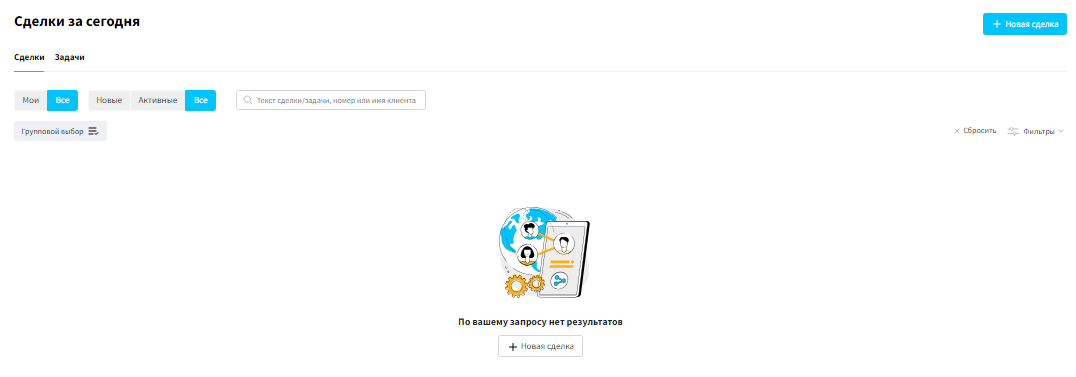 Сделки за сегодня
Новая сделка
Сделки Задачи
Мои Все Новые Активные Все Текст сделки/задачи, номер или имя клиента
Групповой выбор Сбросить Фильтры
По вашему запросу нет результатов
Новая сделка